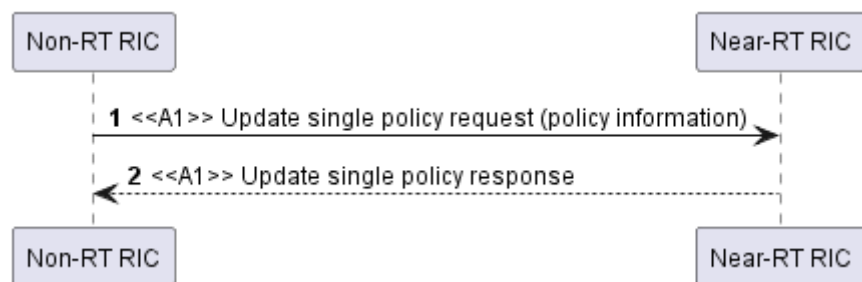 Non-RT RIC Near-RT RIC
1 <<A1>> Update single policy request (policy information)
2 <<A1>> Update single policy response
Non-RT RIC Near-RT RIC